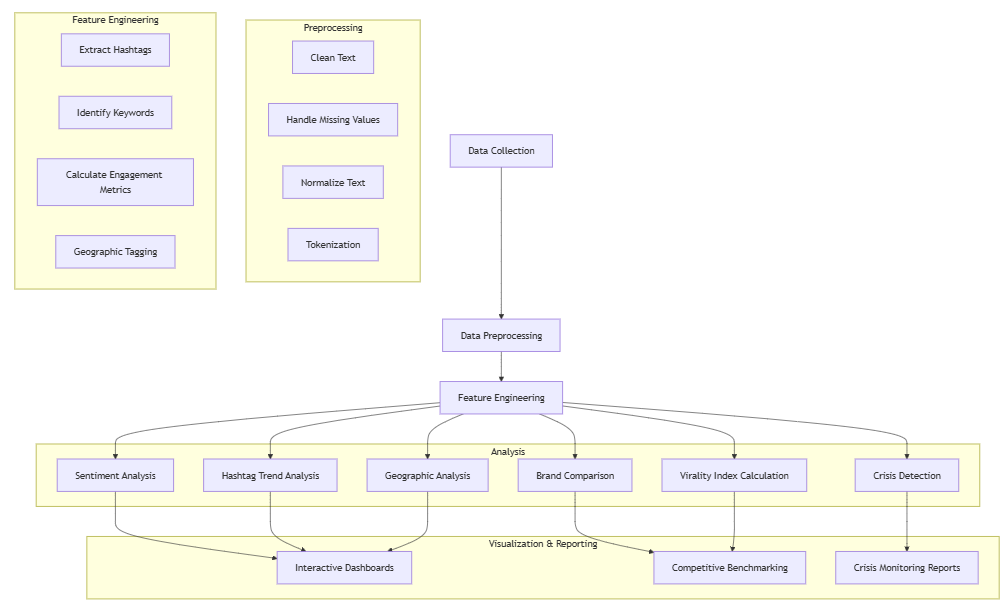 Feature Engineering
Extract Hashtags
Identify Keywords
Calculate Engagement
Metrics
Geographic Tagging
Preprocessing
Clean Text
Handle Missing Values
Normalize Text
Tokenization
Data Collection
Data Preprocessing
Feature Engineering
Analysis
Sentiment Analysis
Hashtag Trend Analysis
Geographic Analysis
Brand Comparison
Virality Index Calculation
Crisis Detection
Visualization & Reporting
Interactive Dashboards
Competitive Benchmarking
Crisis Monitoring Reports